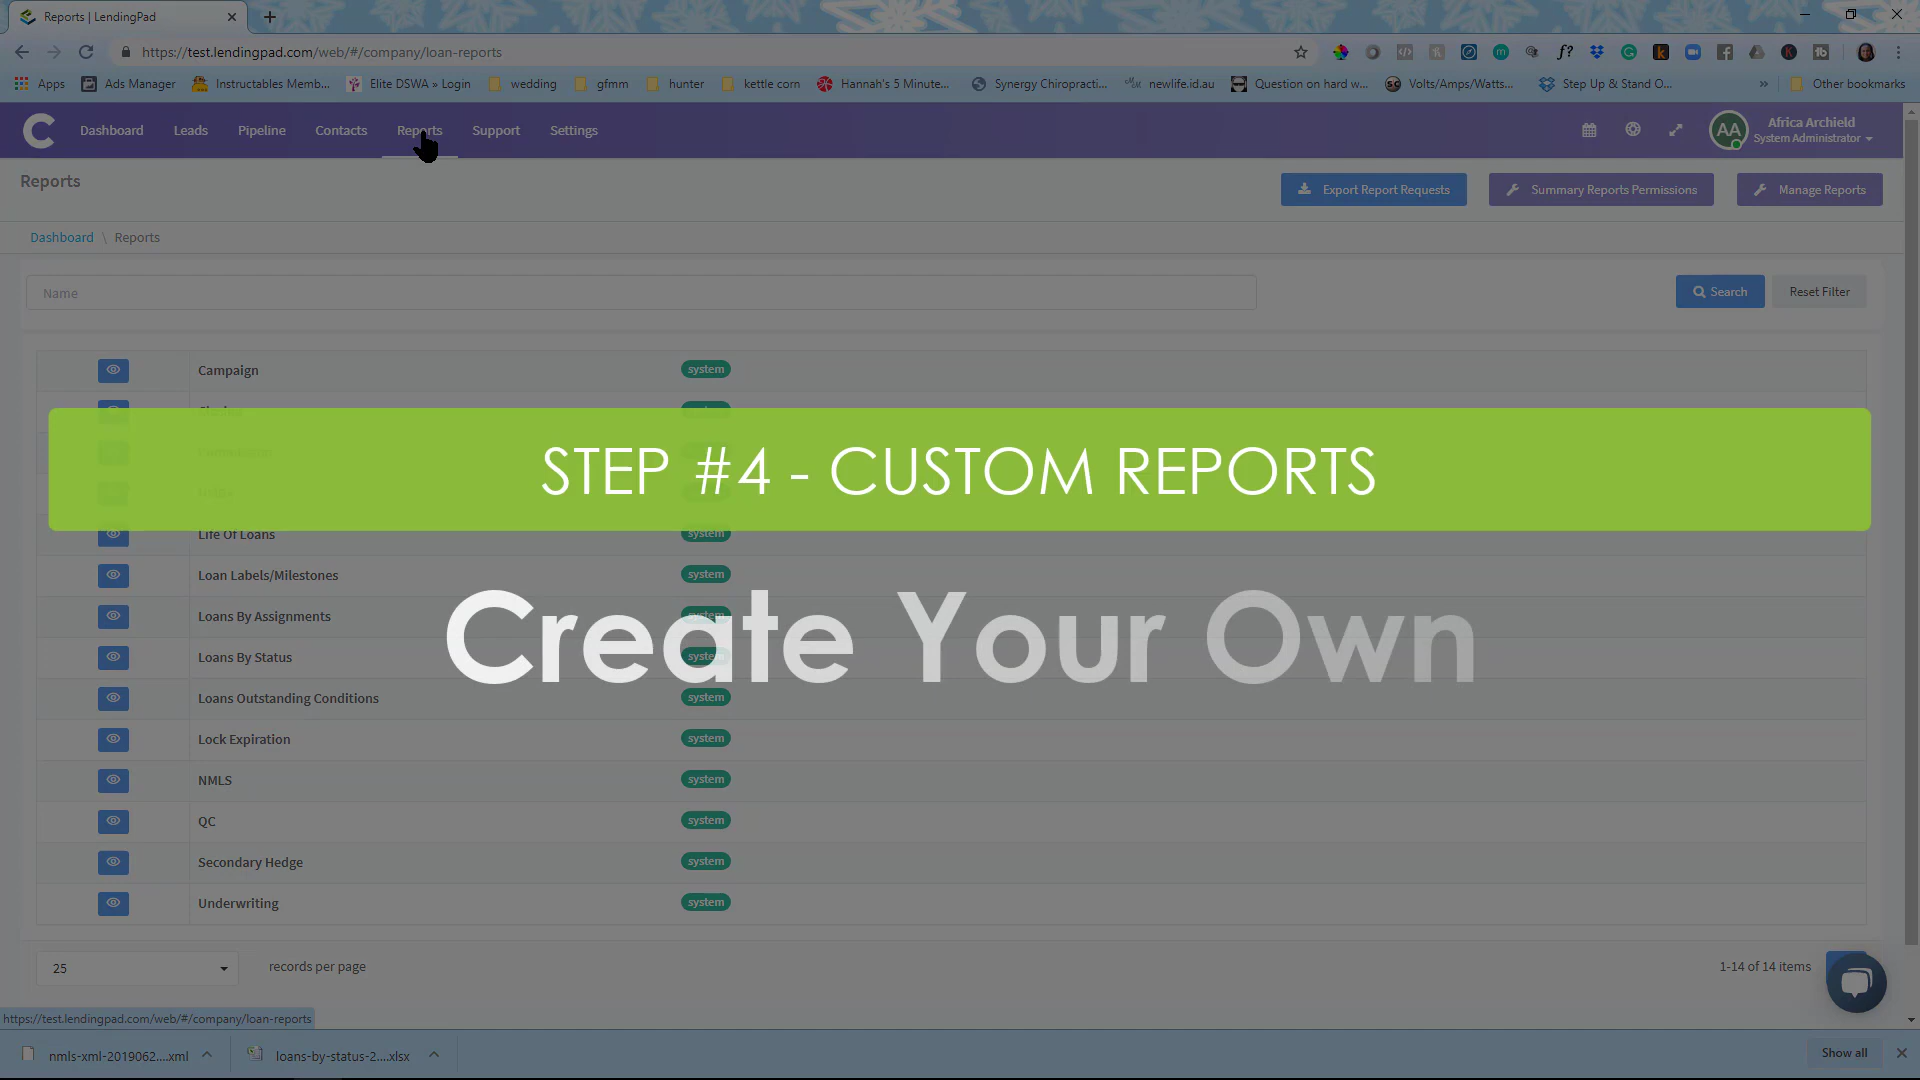 Reports | LendingPad
https://test.lendingpad.com/web/#/company/loan-reports
Apps Ads Manager Instructables Memb... Elite DSWA » Login wedding gfmm hunter kettle corn Hannah's 5 Minute... Synergy Chiropracti... newlife.id.au Question on hard w... Volts/Amps/Watts... Step Up & Stand O... » Other bookmarks
Dashboard Leads Pipeline Contacts Reports Support Settings
AA Africa Archield
System Administrator
Reports
Export Report Requests Summary Reports Permissions Manage Reports
Dashboard \ Reports
Name Search Reset Filter
Campaign system
STEP #4 - CUSTOM REPORTS
Life Of Loans system
Loan Labels/Milestones system
Create Your Own
Loans By Assignments system
Loans By Status system
Loans Outstanding Conditions system
Lock Expiration system
NMLS system
QC system
Secondary Hedge system
Underwriting system
25 records per page 1-14 of 14 items
https://test.lendingpad.com/web/#/company/loan-reports
nmls-xml-2019062....xml loans-by-status-2....xlsx Show all